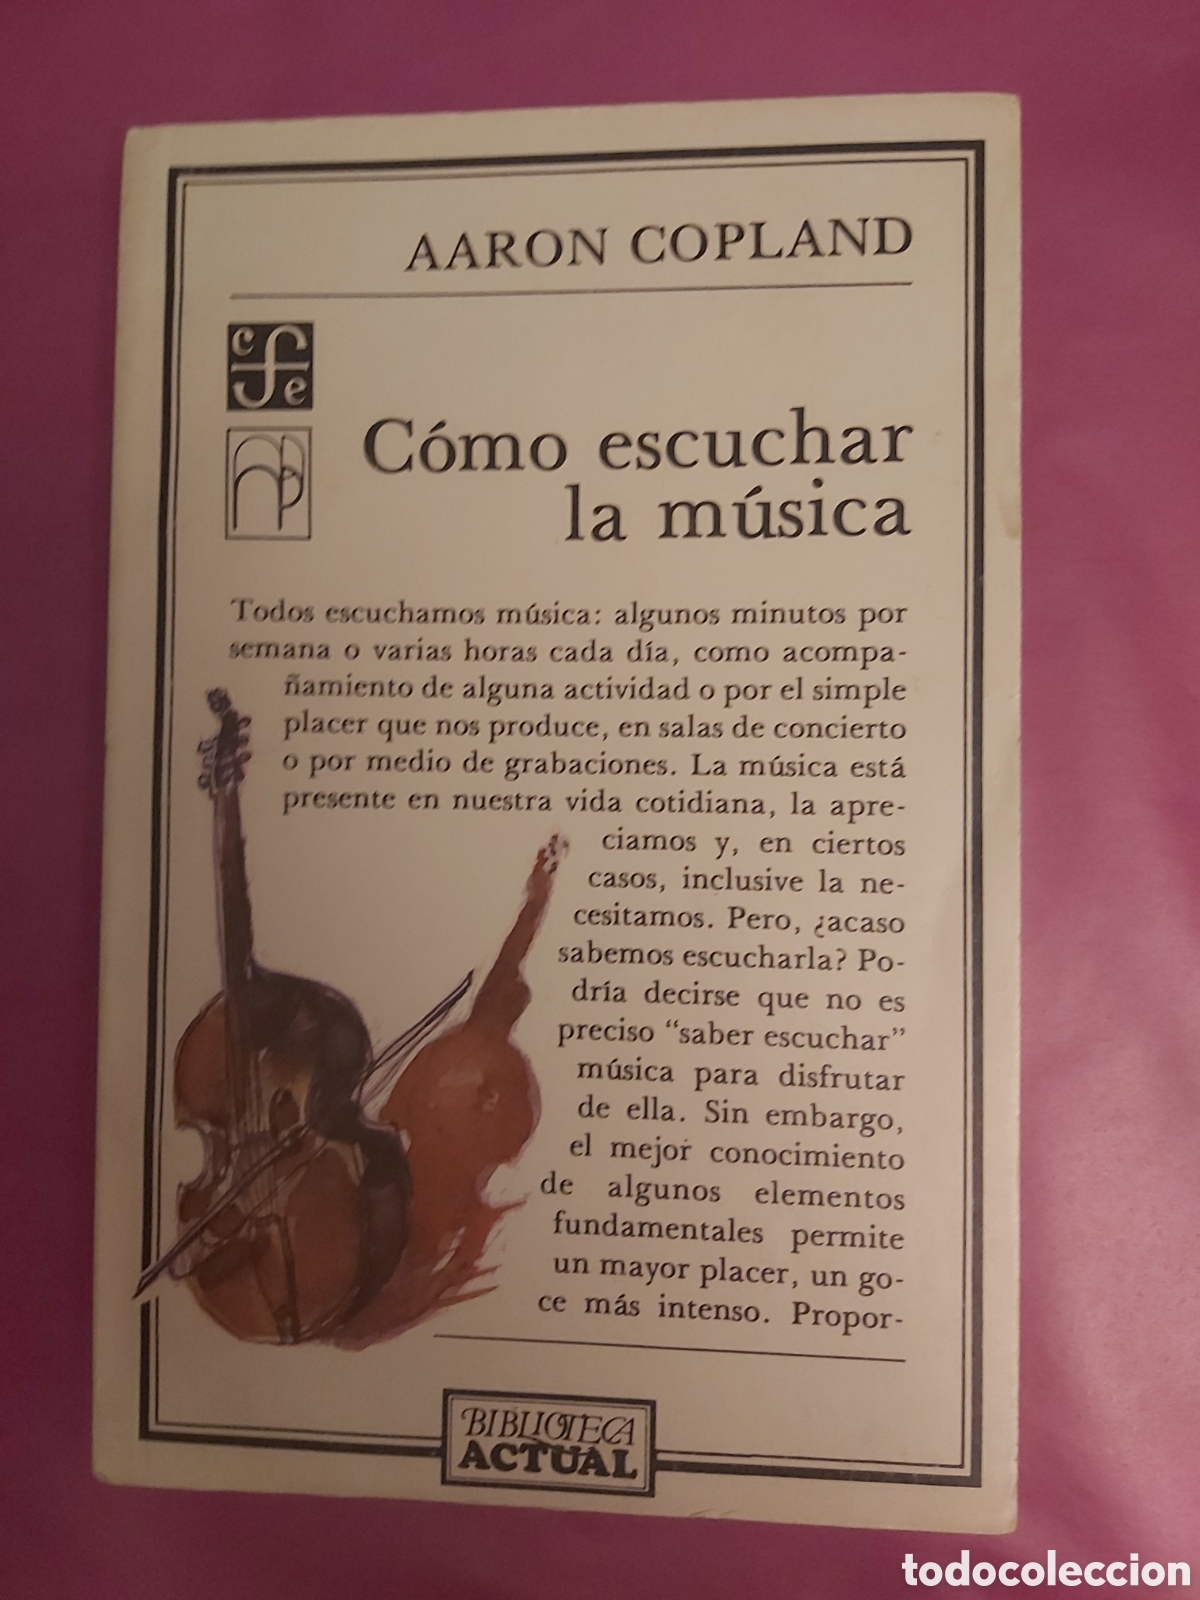 AARON COPLAND
cfe
Cómo escuchar
la música
Todos escuchamos música: algunos minutos por
semana o varias horas cada día, como acompa-
ñamiento de alguna actividad o por el simple
placer que nos produce, en salas de concierto
o por medio de grabaciones. La música está
presente en nuestra vida cotidiana, la apre-
ciamos y, en ciertos
casos, inclusive la ne-
cesitamos. Pero, ¿acaso
sabemos escucharla? Po-
dría decirse que no es
preciso “saber escuchar”
música para disfrutar
de ella. Sin embargo,
el mejor conocimiento
de algunos elementos
fundamentales permite
un mayor placer, un go-
ce más intenso. Propor-
BIBLIOTECA
ACTUAL
todocoleccion